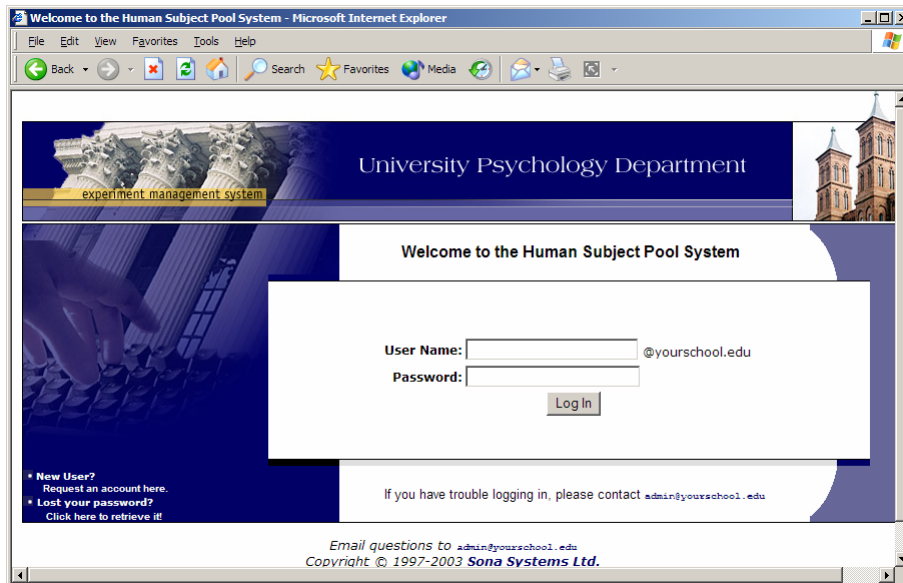 Welcome to the Human Subject Pool System - Microsoft Internet Explorer
File Edit View Favorites Tools Help
Back Search Favorites Media
University Psychology Department
experiment management system
Welcome to the Human Subject Pool System
User Name: @yourschool.edu
Password:
Log In
New User?
Request an account here.
Lost your password?
Click here to retrieve it!
If you have trouble logging in, please contact admin@yourschool.edu
Email questions to admin@yourschool.edu
Copyright © 1997-2003 Sona Systems Ltd.